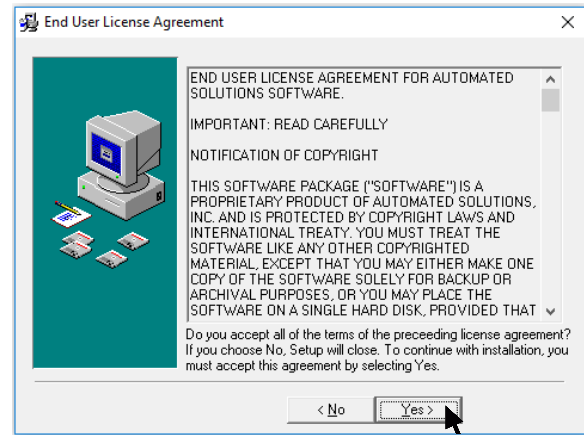 End User License Agreement
END USER LICENSE AGREEMENT FOR AUTOMATED
SOLUTIONS SOFTWARE.
IMPORTANT: READ CAREFULLY
NOTIFICATION OF COPYRIGHT
THIS SOFTWARE PACKAGE ("SOFTWARE") IS A
PROPRIETARY PRODUCT OF AUTOMATED SOLUTIONS,
INC. AND IS PROTECTED BY COPYRIGHT LAWS AND
INTERNATIONAL TREATY. YOU MUST TREAT THE
SOFTWARE LIKE ANY OTHER COPYRIGHTED
MATERIAL, EXCEPT THAT YOU MAY EITHER MAKE ONE
COPY OF THE SOFTWARE SOLELY FOR BACKUP OR
ARCHIVAL PURPOSES, OR YOU MAY PLACE THE
SOFTWARE ON A SINGLE HARD DISK, PROVIDED THAT
Do you accept all of the terms of the preceeding license agreement?
If you choose No, Setup will close. To continue with installation, you
must accept this agreement by selecting Yes.
< No
Yes >